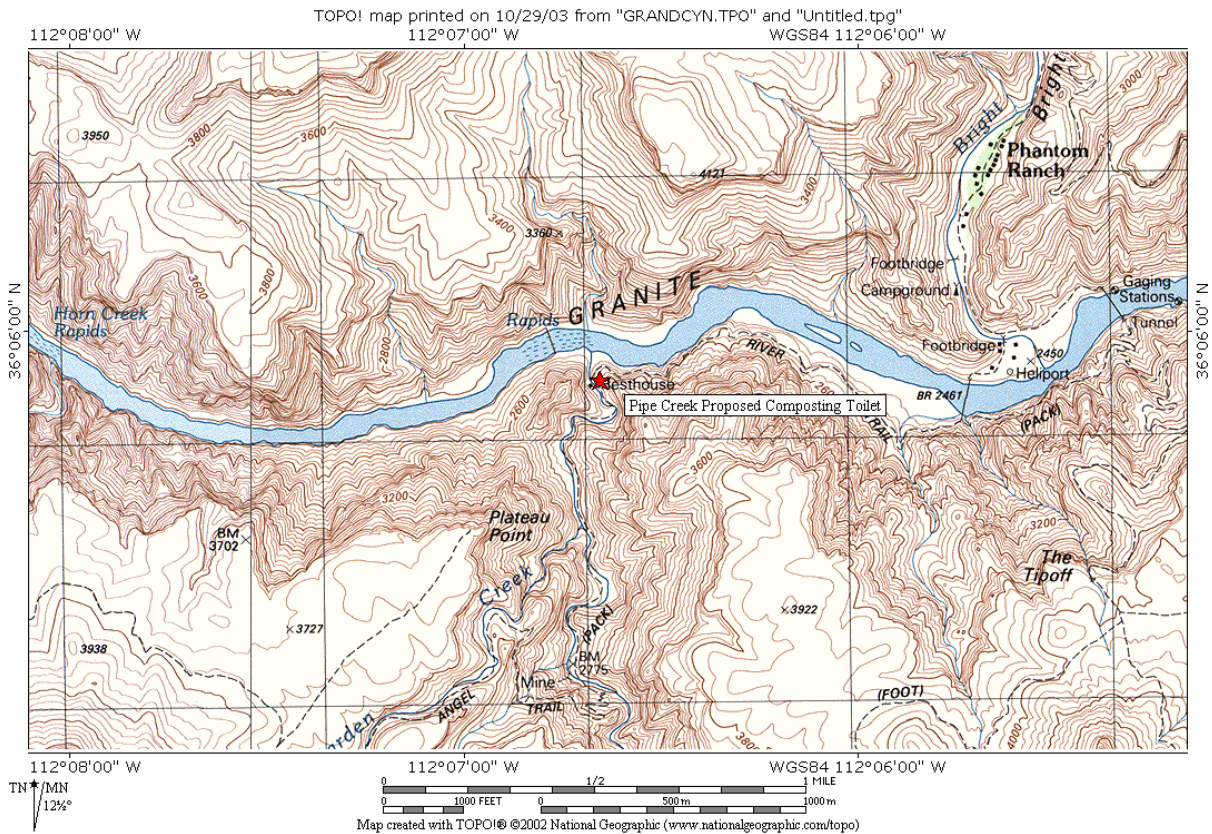 TOPO! map printed on 10/29/03 from "GRANDCYN.TPO" and "Untitled.tpg"
112°08'00" W 112°07'00" W WGS84 112°06'00" W
3950
3800
3600
3000
Bright
Bright
Phantom
Ranch
4121
3400
3400
3360
3600
3800
Footbridge
Campground
Gaging
Stations
Tunnel
36°06'00" N
36°06'00" N
Horn Creek
Rapids
2800
Rapids
GRANITE
RIVER
Footbridge
2450
Heliport
Resthouse
2600
2600
BR 2461
Pipe Creek Proposed Composting Toilet
TRAIL
(PACK)
3600
3200
Plateau
Point
BM
3702
3200
The
Tipoff
Creek
3922
3727
(PACK)
3938
BM
2775
Mine
ANGEL
TRAIL
(FOOT)
arden
3800
4000
112°08'00" W 112°07'00" W WGS84 112°06'00" W
TN MN
12½°
0 1/2 1 MILE
0 1000 FEET 0 500 m 1000 m
Map created with TOPO!® ©2002 National Geographic (www.nationalgeographic.com/topo)